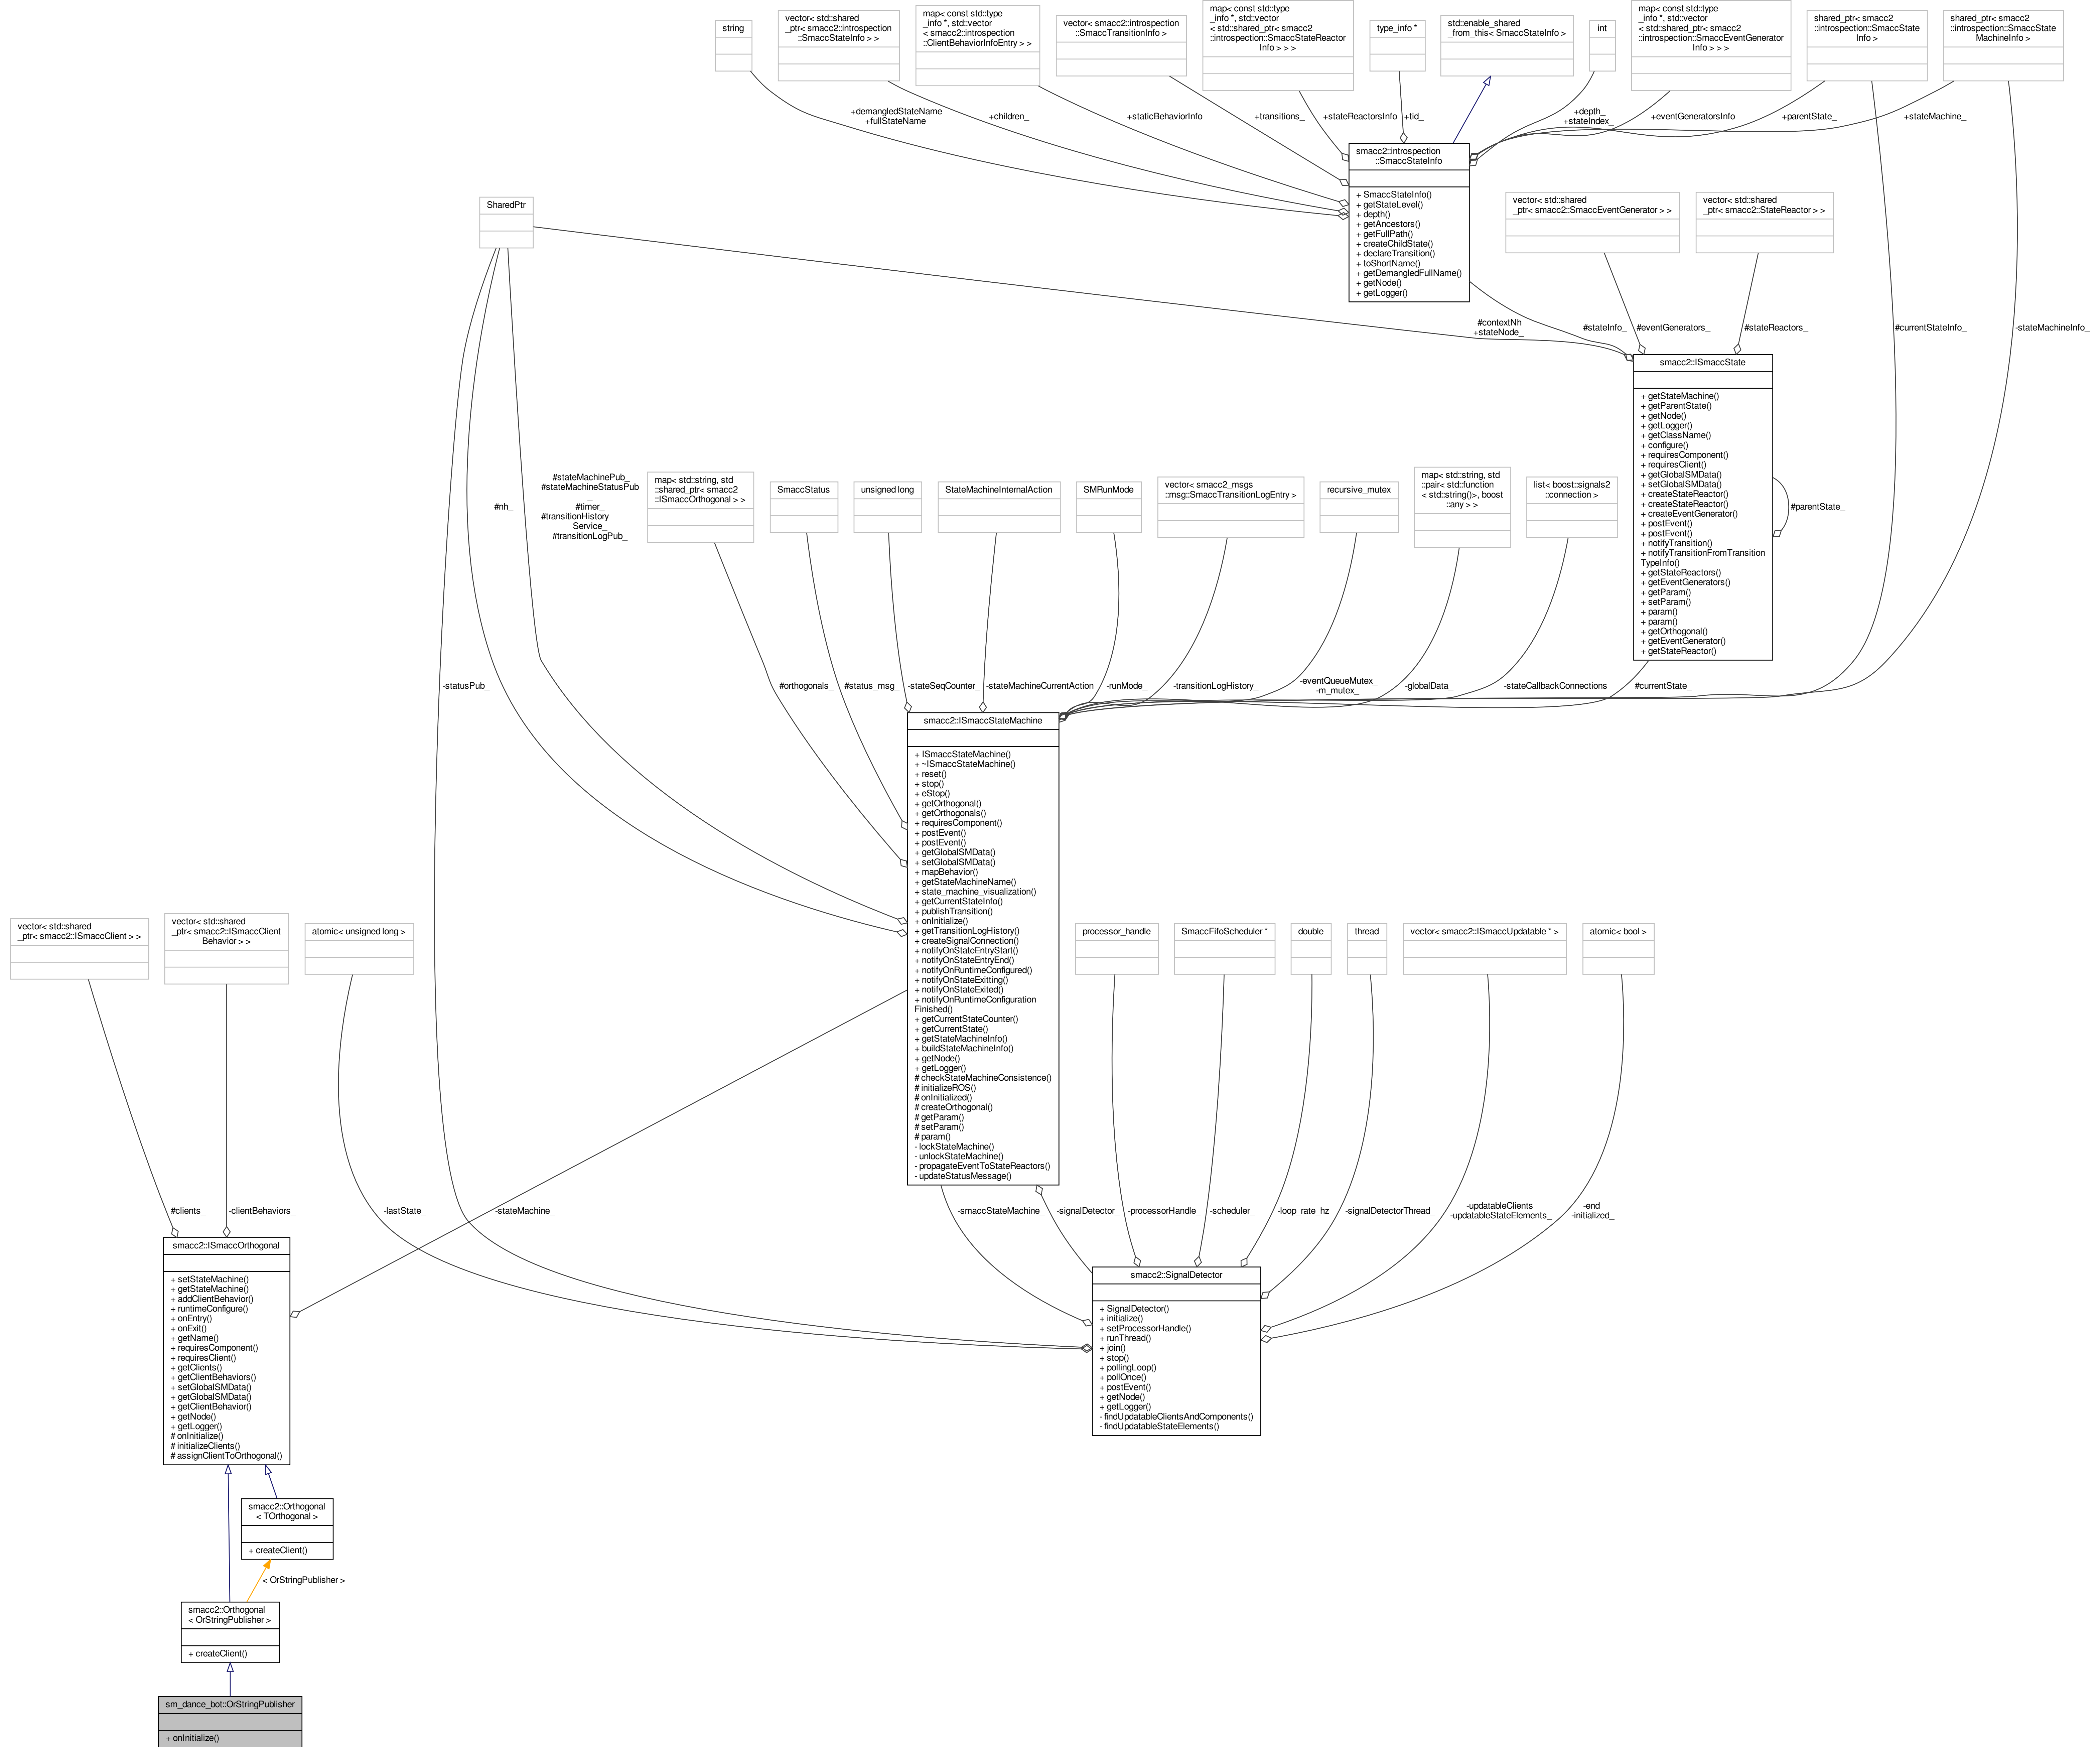 string
vector< std::shared
_ptr< smacc2::introspection
::SmaccStateInfo > >
map< const std::type
_info *, std::vector
< smacc2::introspection
::ClientBehaviorInfoEntry > >
vector< smacc2::introspection
::SmaccTransitionInfo >
map< const std::type
_info *, std::vector
< std::shared_ptr< smacc2
::introspection::SmaccStateReactor
Info > > >
type_info *
std::enable_shared
_from_this< SmaccStateInfo >
int
map< const std::type
_info *, std::vector
< std::shared_ptr< smacc2
::introspection::SmaccEventGenerator
Info > > >
shared_ptr< smacc2
::introspection::SmaccState
Info >
shared_ptr< smacc2
::introspection::SmaccState
MachineInfo >
+demangledStateName
+fullStateName
+children_
+staticBehaviorInfo
+transitions_
+stateReactorsInfo
+tid_
+depth_
+stateIndex_
+eventGeneratorsInfo
+parentState_
+stateMachine_
smacc2::introspection
::SmaccStateInfo
+ SmaccStateInfo()
+ getStateLevel()
+ depth()
+ getAncestors()
+ getFullPath()
+ createChildState()
+ declareTransition()
+ toShortName()
+ getDemangledFullName()
+ getNode()
+ getLogger()
SharedPtr
vector< std::shared
_ptr< smacc2::SmaccEventGenerator > >
vector< std::shared
_ptr< smacc2::StateReactor > >
#contextNh
+stateNode_
#stateInfo_
#eventGenerators_
#stateReactors_
#currentStateInfo_
-stateMachineInfo_
smacc2::ISmaccState
+ getStateMachine()
+ getParentState()
+ getNode()
+ getLogger()
+ getClassName()
+ configure()
+ requiresComponent()
+ requiresClient()
+ getGlobalSMData()
+ setGlobalSMData()
+ createStateReactor()
+ createStateReactor()
+ createEventGenerator()
+ postEvent()
+ postEvent()
+ notifyTransition()
+ notifyTransitionFromTransition
TypeInfo()
+ getStateReactors()
+ getEventGenerators()
+ getParam()
+ setParam()
+ param()
+ param()
+ getOrthogonal()
+ getEventGenerator()
+ getStateReactor()
#parentState_
#nh_
#stateMachinePub_
#stateMachineStatusPub
_
#timer_
#transitionHistory
Service_
#transitionLogPub_
map< std::string, std
::shared_ptr< smacc2
::ISmaccOrthogonal > >
SmaccStatus
unsigned long
StateMachineInternalAction
SMRunMode
vector< smacc2_msgs
::msg::SmaccTransitionLogEntry >
recursive_mutex
map< std::string, std
::pair< std::function
< std::string()>, boost
::any > >
list< boost::signals2
::connection >
-statusPub_
#orthogonals_
#status_msg_
-stateSeqCounter_
-stateMachineCurrentAction
-runMode_
-transitionLogHistory_
-eventQueueMutex_
-m_mutex_
-globalData_
-stateCallbackConnections
#currentState_
smacc2::ISmaccStateMachine
+ ISmaccStateMachine()
+ ~ISmaccStateMachine()
+ reset()
+ stop()
+ eStop()
+ getOrthogonal()
+ getOrthogonals()
+ requiresComponent()
+ postEvent()
+ postEvent()
+ getGlobalSMData()
+ setGlobalSMData()
+ mapBehavior()
+ getStateMachineName()
+ state_machine_visualization()
+ getCurrentStateInfo()
+ publishTransition()
+ onInitialize()
+ getTransitionLogHistory()
+ createSignalConnection()
+ notifyOnStateEntryStart()
+ notifyOnStateEntryEnd()
+ notifyOnRuntimeConfigured()
+ notifyOnStateExitting()
+ notifyOnStateExited()
+ notifyOnRuntimeConfiguration
Finished()
+ getCurrentStateCounter()
+ getCurrentState()
+ getStateMachineInfo()
+ buildStateMachineInfo()
+ getNode()
+ getLogger()
# checkStateMachineConsistence()
# initializeROS()
# onInitialized()
# createOrthogonal()
# getParam()
# setParam()
# param()
- lockStateMachine()
- unlockStateMachine()
- propagateEventToStateReactors()
- updateStatusMessage()
vector< std::shared
_ptr< smacc2::ISmaccClient > >
vector< std::shared
_ptr< smacc2::ISmaccClient
Behavior > >
atomic< unsigned long >
processor_handle
SmaccFifoScheduler *
double
thread
vector< smacc2::ISmaccUpdatable * >
atomic< bool >
#clients_
-clientBehaviors_
-lastState_
-stateMachine_
-smaccStateMachine_
-signalDetector_
-processorHandle_
-scheduler_
-loop_rate_hz
-signalDetectorThread_
-updatableClients_
-updatableStateElements_
-end_
-initialized_
smacc2::ISmaccOrthogonal
+ setStateMachine()
+ getStateMachine()
+ addClientBehavior()
+ runtimeConfigure()
+ onEntry()
+ onExit()
+ getName()
+ requiresComponent()
+ requiresClient()
+ getClients()
+ getClientBehaviors()
+ setGlobalSMData()
+ getGlobalSMData()
+ getClientBehavior()
+ getNode()
+ getLogger()
# onInitialize()
# initializeClients()
# assignClientToOrthogonal()
smacc2::SignalDetector
+ SignalDetector()
+ initialize()
+ setProcessorHandle()
+ runThread()
+ join()
+ stop()
+ pollingLoop()
+ pollOnce()
+ postEvent()
+ getNode()
+ getLogger()
- findUpdatableClientsAndComponents()
- findUpdatableStateElements()
smacc2::Orthogonal
< TOrthogonal >
+ createClient()
< OrStringPublisher >
smacc2::Orthogonal
< OrStringPublisher >
+ createClient()
sm_dance_bot::OrStringPublisher
+ onInitialize()